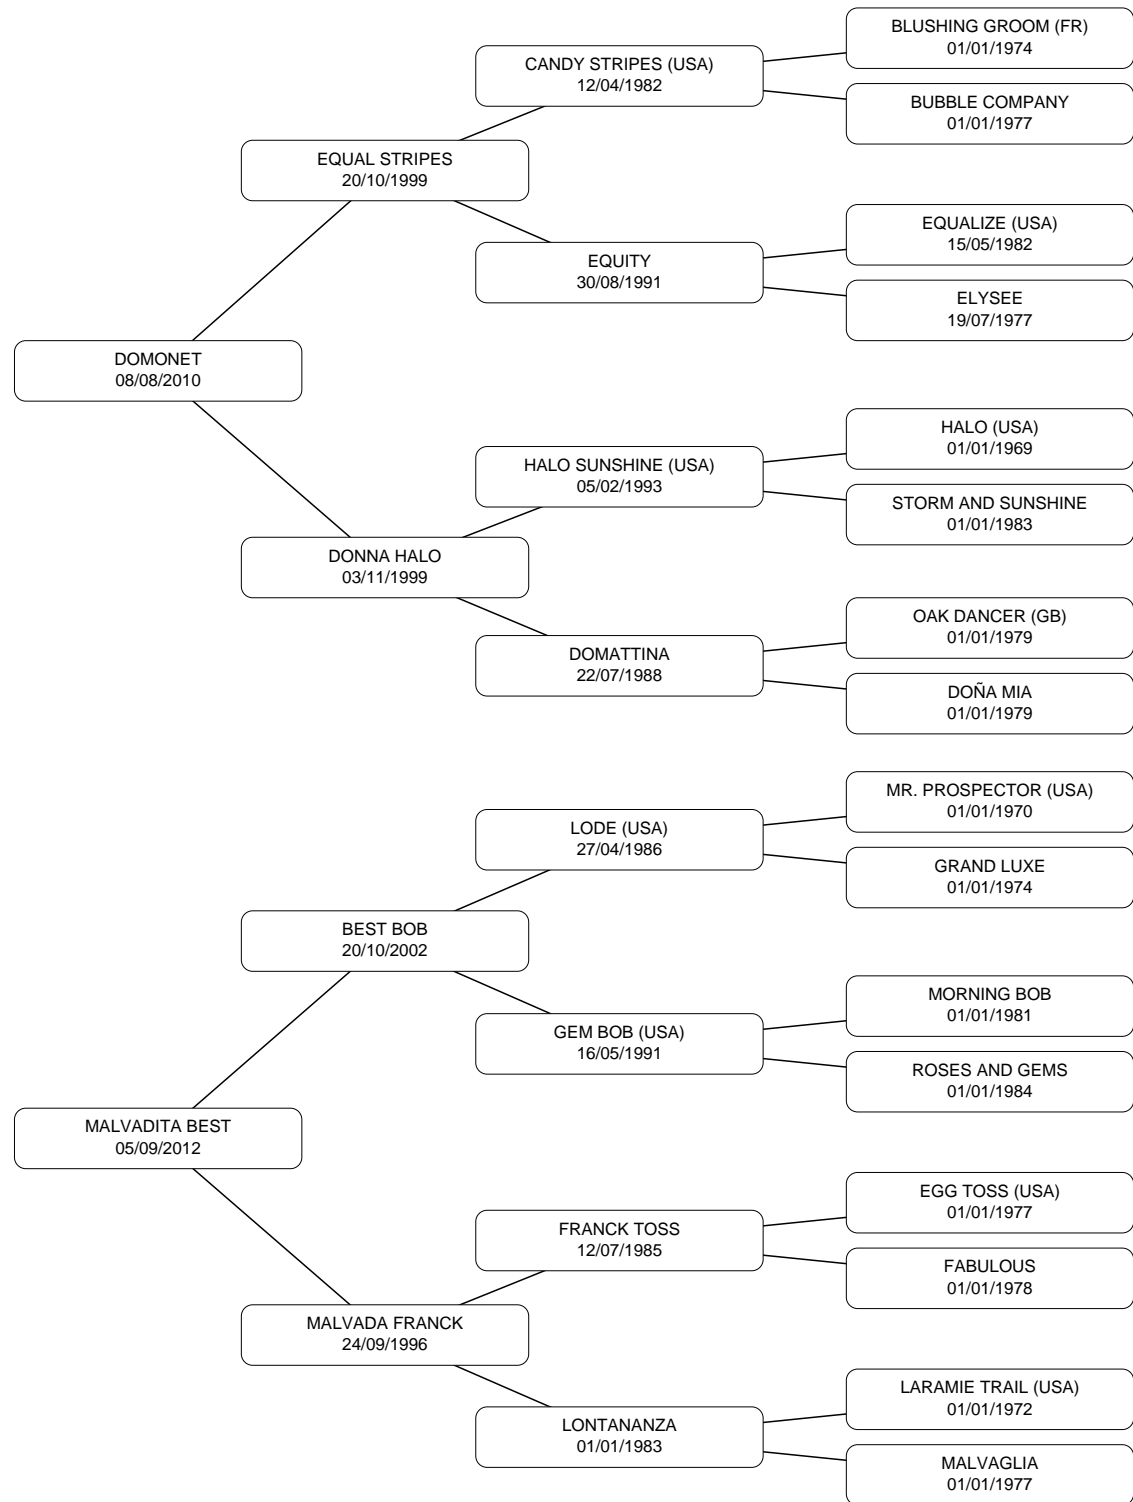 BLUSHING GROOM (FR)
01/01/1974
CANDY STRIPES (USA)
12/04/1982
BUBBLE COMPANY
01/01/1977
EQUAL STRIPES
20/10/1999
EQUALIZE (USA)
15/05/1982
EQUITY
30/08/1991
ELYSEE
19/07/1977
DOMONET
08/08/2010
HALO (USA)
01/01/1969
HALO SUNSHINE (USA)
05/02/1993
STORM AND SUNSHINE
01/01/1983
DONNA HALO
03/11/1999
OAK DANCER (GB)
01/01/1979
DOMATTINA
22/07/1988
DOÑA MIA
01/01/1979
MR. PROSPECTOR (USA)
01/01/1970
LODE (USA)
27/04/1986
GRAND LUXE
01/01/1974
BEST BOB
20/10/2002
MORNING BOB
01/01/1981
GEM BOB (USA)
16/05/1991
ROSES AND GEMS
01/01/1984
MALVADITA BEST
05/09/2012
EGG TOSS (USA)
01/01/1977
FRANCK TOSS
12/07/1985
FABULOUS
01/01/1978
MALVADA FRANCK
24/09/1996
LARAMIE TRAIL (USA)
01/01/1972
LONTANANZA
01/01/1983
MALVAGLIA
01/01/1977